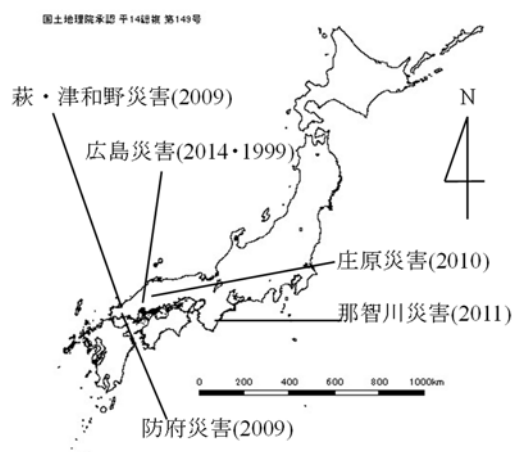 国土地理院承認 平14総複 第149号
萩・津和野災害(2009)
N
広島災害(2014・1999)
庄原災害(2010)
那智川災害(2011)
0 200 400 600 800 1000km
防府災害(2009)